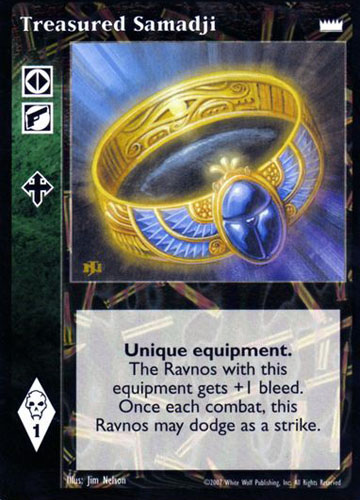 Treasured Samadji
Unique equipment.
The Ravnos with this
equipment gets +1 bleed.
Once each combat, this
Ravnos may dodge as a strike.
1
Illus: Jim Nelson
©2007 White Wolf Publishing, Inc. All Rights Reserved.